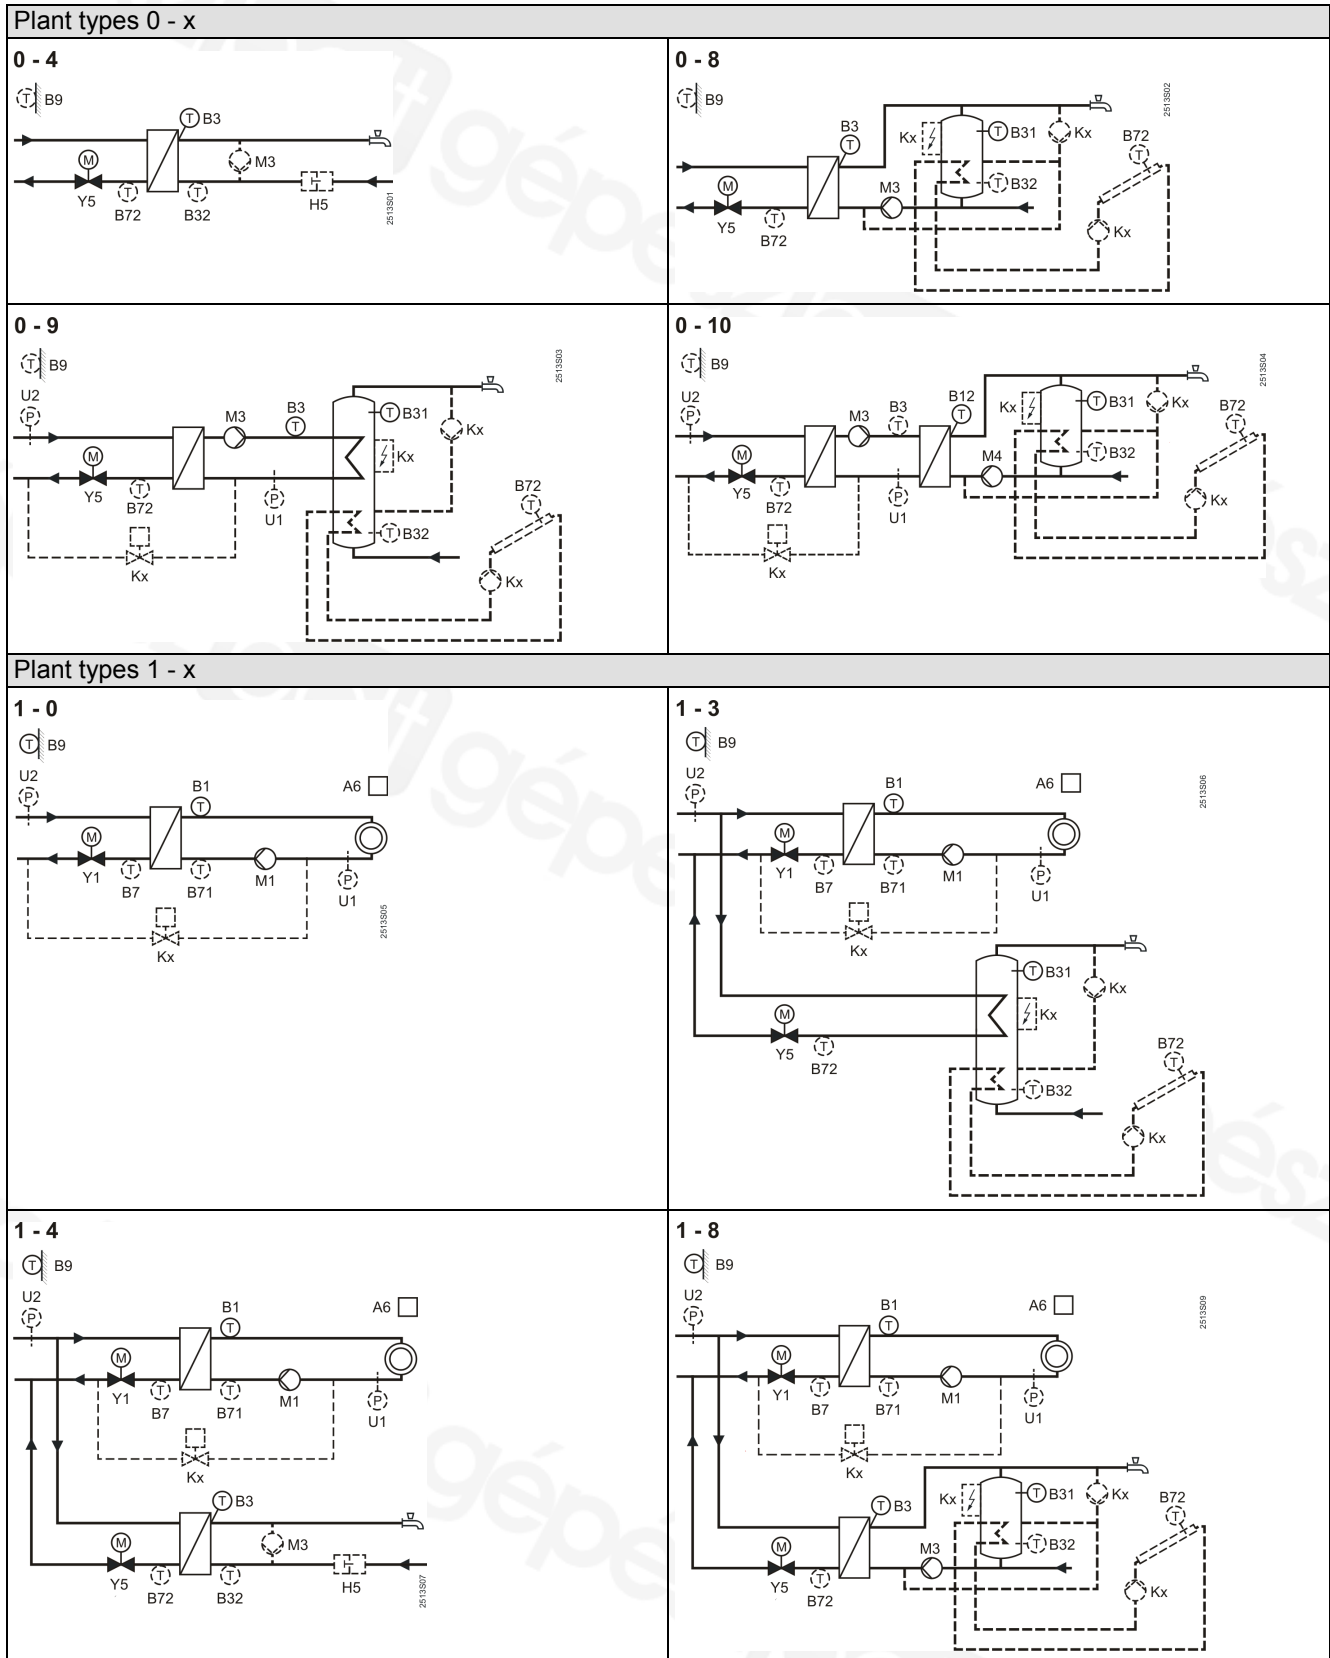 Plant types 0 - x
0 - 4
T B9
T B3
M
Y5
T
B72
T
B32
M3
H5
2513S01
0 - 8
T B9
B3
T
M
Y5
T
B72
M3
Kx
T B31
T B32
Kx
B72
T
Kx
2513S02
0 - 9
T B9
U2
P
M
Y5
T
B72
M3
B3
T
P
U1
Kx
T B31
Kx
T B32
Kx
B72
T
Kx
2513S03
0 - 10
T B9
U2
P
M
Y5
T
B72
M3
B3
T
B12
T
P
U1
Kx
M4
Kx
T B31
T B32
Kx
B72
T
Kx
2513S04
Plant types 1 - x
1 - 0
T B9
U2
P
B1
T
A6
M
Y1
T
B7
T
B71
M1
P
U1
Kx
2513S05
1 - 3
T B9
U2
P
B1
T
A6
M
Y1
T
B7
T
B71
M1
P
U1
Kx
M
Y5
T
B72
T B31
Kx
Kx
T B32
B72
T
Kx
2513S06
1 - 4
T B9
U2
P
B1
T
A6
M
Y1
T
B7
T
B71
M1
P
U1
Kx
T B3
M
Y5
T
B72
T
B32
M3
H5
2513S07
1 - 8
T B9
U2
P
B1
T
A6
M
Y1
T
B7
T
B71
M1
P
U1
Kx
T B3
M
Y5
T
B72
M3
Kx
T B31
T B32
Kx
B72
T
Kx
2513S09
gépé
gépé
gépé
ész
ész